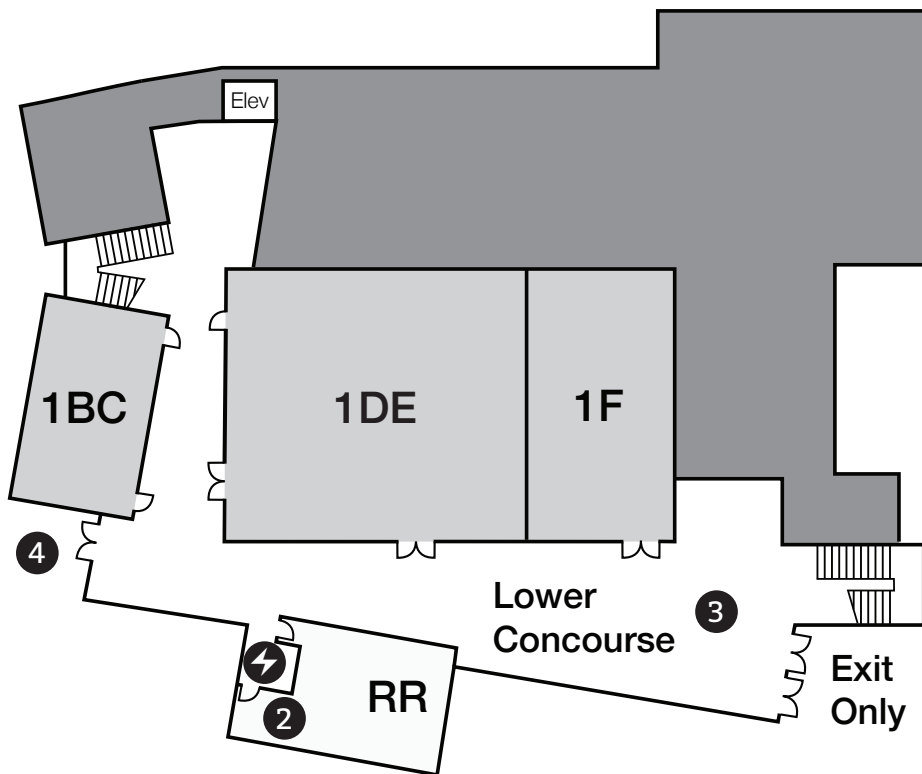 Elev
1BC
1DE
1F
4
Lower
Concourse
3
Exit
Only
RR
2